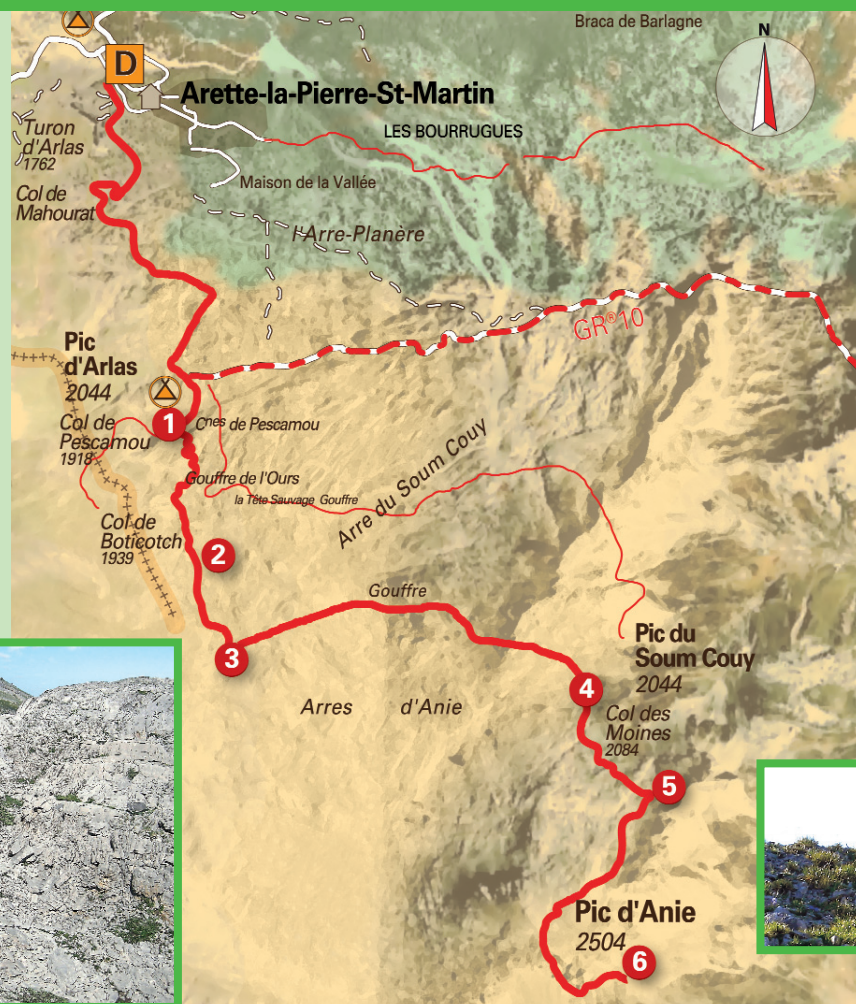 Braca de Barlagne
N
D
Arette-la-Pierre-St-Martin
LES BOURRUGUES
Turon
d'Arlas
1762
Maison de la Vallée
Col de
Mahourat
l'Arre-Planère
GR®10
Pic
d'Arlas
2044
1
Cnes de Pescamou
Col de
Pescamou
1918
Gouffre de l'Ours
la Tête Sauvage Gouffre
Arre du Soum Couy
Col de
Boticotch
1939
2
Gouffre
3
Pic du
Soum Couy
2044
4
Arres d'Anie
Col des
Moines
2084
5
Pic d'Anie
2504
6